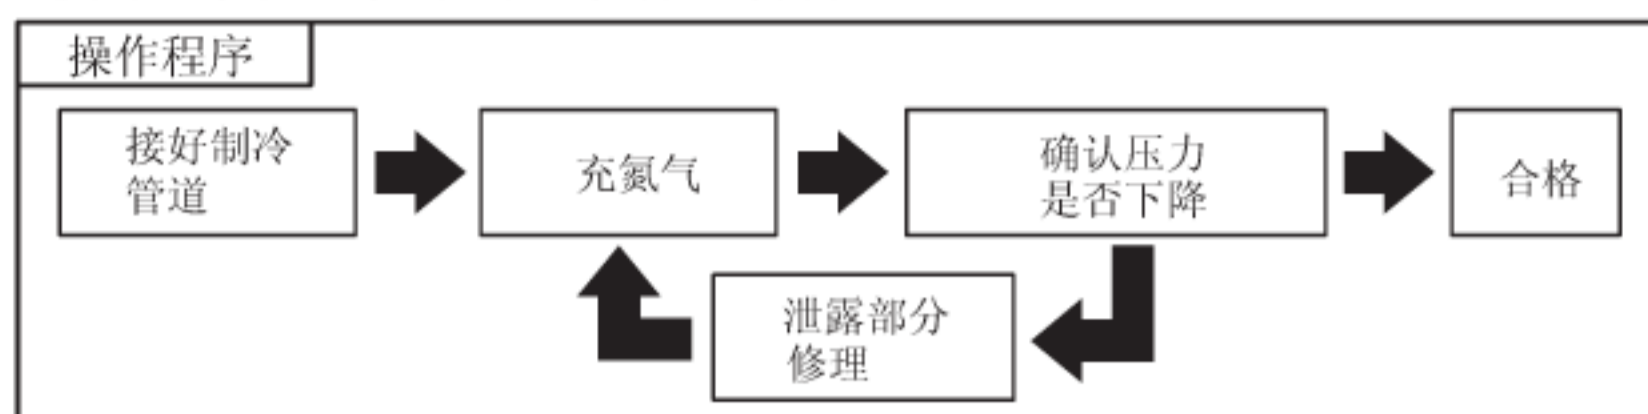 操作程序
接好制冷
管道
充氮气
确认压力
是否下降
合格
泄露部分
修理